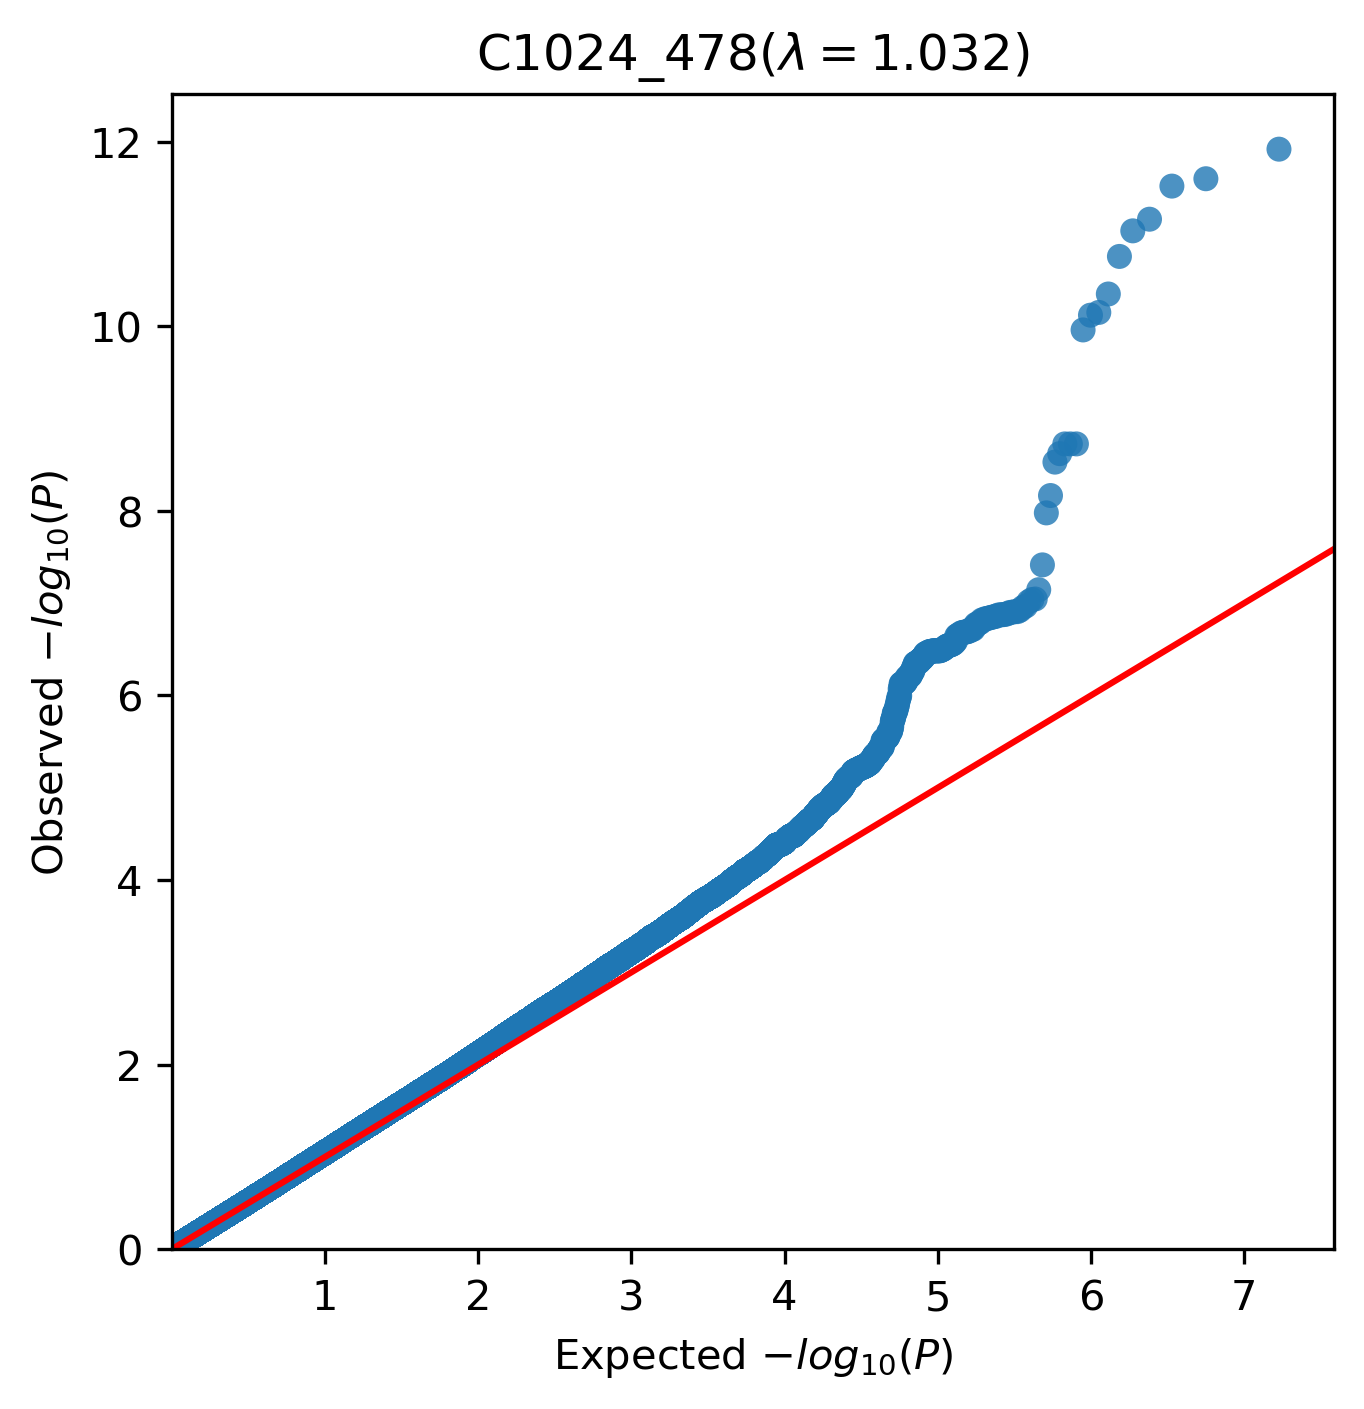 C1024_478(λ = 1.032)
12
10
8
6
4
2
0
Observed −log₁₀(P)
1 2 3 4 5 6 7
Expected −log₁₀(P)